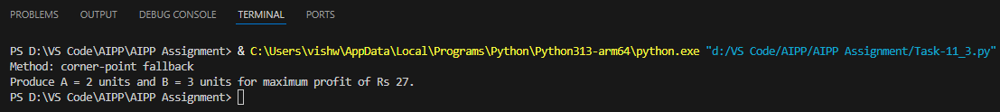 PROBLEMS OUTPUT DEBUG CONSOLE TERMINAL PORTS
PS D:\VS Code\AIPP\AIPP Assignment> & C:\Users\vishw\AppData\Local\Programs\Python\Python313-arm64\python.exe "d:/VS Code/AIPP/AIPP Assignment/Task-11_3.py"
Method: corner-point fallback
Produce A = 2 units and B = 3 units for maximum profit of Rs 27.
PS D:\VS Code\AIPP\AIPP Assignment>